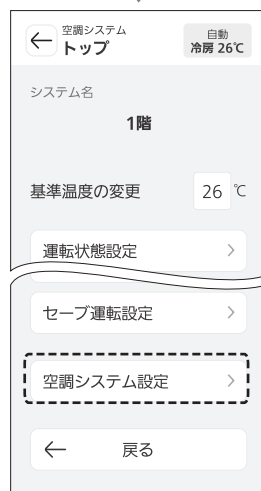 空調システム
トップ
自動
冷房 26℃
システム名
1階
基準温度の変更
26 ℃
運転状態設定
セーブ運転設定
空調システム設定
戻る